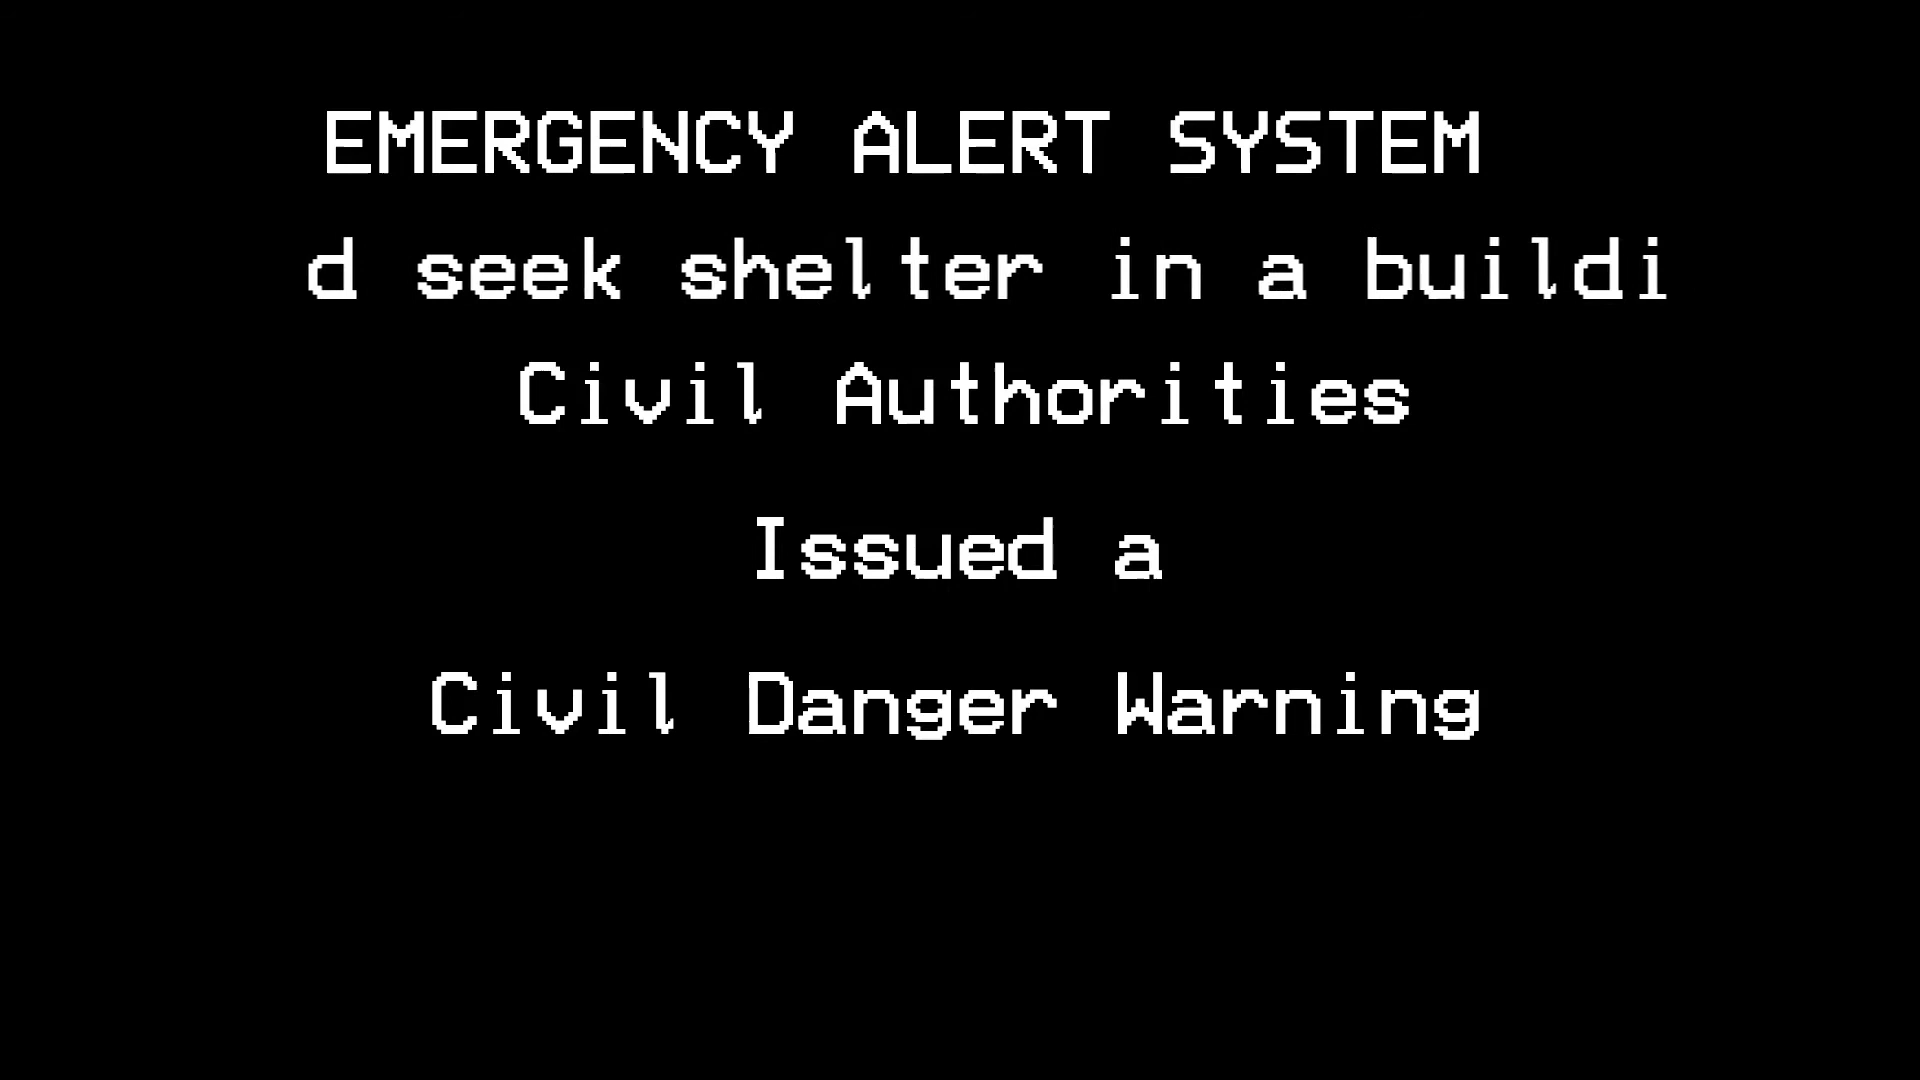 EMERGENCY ALERT SYSTEM
d seek shelter in a buildi
Civil Authorities
Issued a
Civil Danger Warning